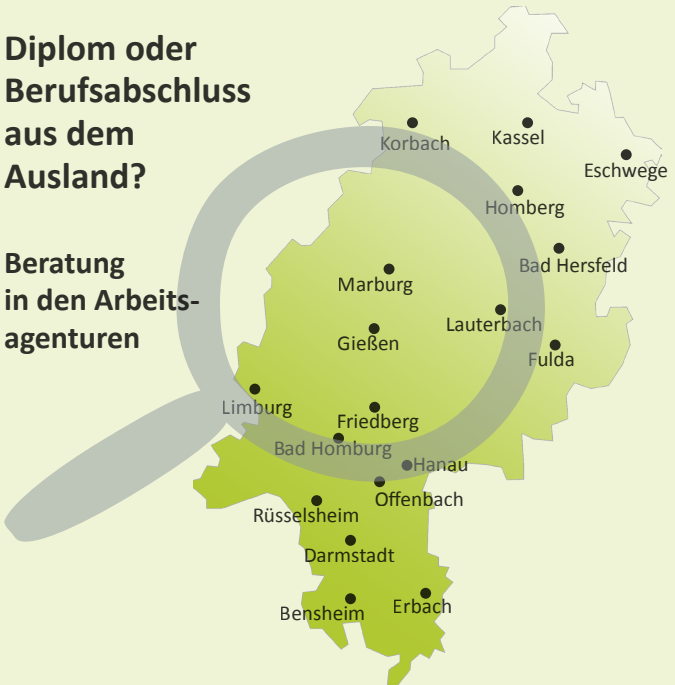 Diplom oder
Berufsabschluss
aus dem
Ausland?
Beratung
in den Arbeits-
agenturen
Korbach
Kassel
Eschwege
Homberg
Bad Hersfeld
Marburg
Lauterbach
Gießen
Fulda
Limburg
Friedberg
Bad Homburg
Hanau
Offenbach
Rüsselsheim
Darmstadt
Bensheim
Erbach